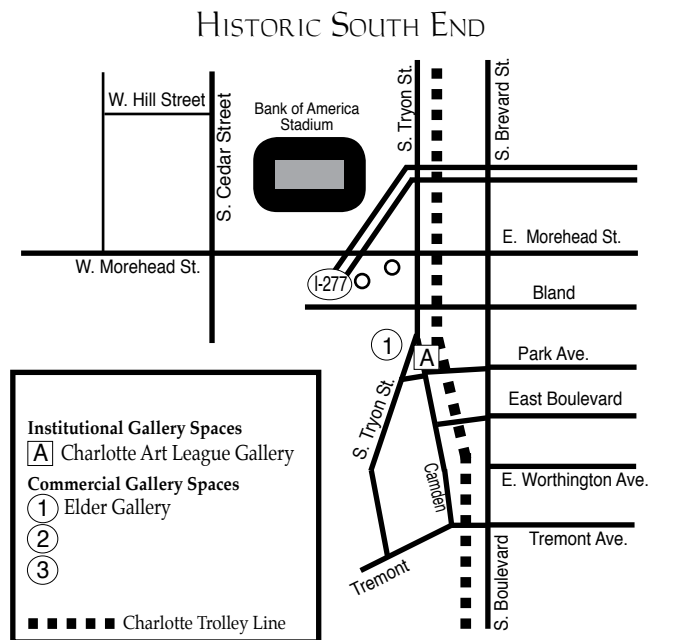 HISTORIC SOUTH END
W. Hill Street
S. Cedar Street
Bank of America
Stadium
S. Tryon St.
S. Brevard St.
E. Morehead St.
W. Morehead St.
I-277
Bland
1
A
Park Ave.
East Boulevard
S. Tryon St.
Camden
E. Worthington Ave.
Tremont Ave.
Tremont
S. Boulevard
Institutional Gallery Spaces
A Charlotte Art League Gallery
Commercial Gallery Spaces
1 Elder Gallery
2
3
Charlotte Trolley Line